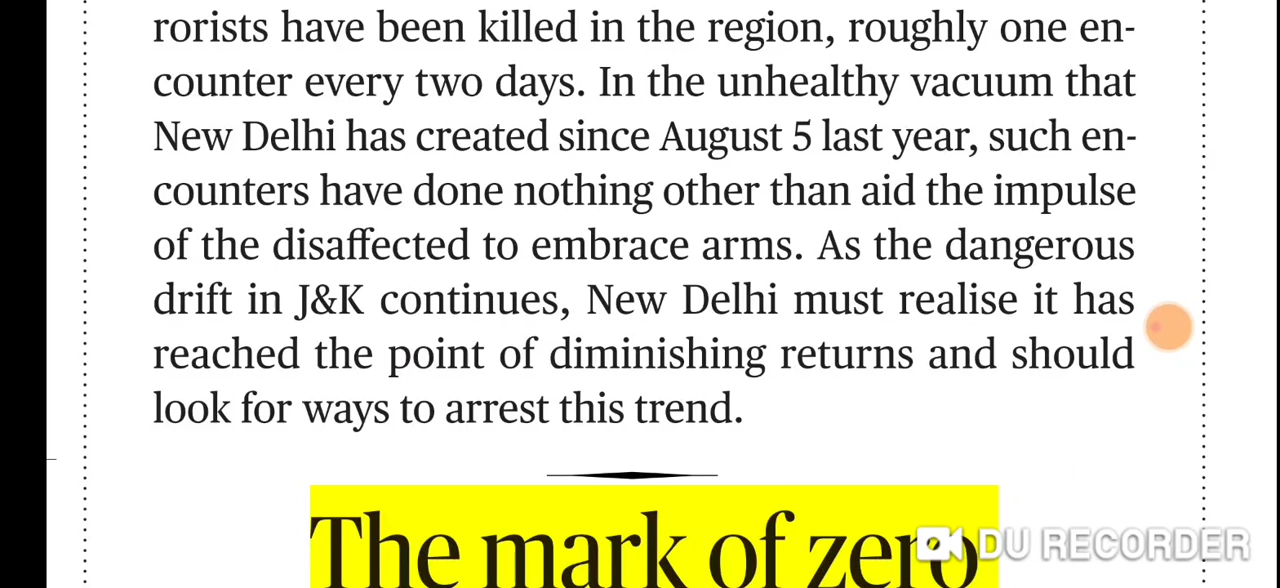 rorists have been killed in the region, roughly one en-
counter every two days. In the unhealthy vacuum that
New Delhi has created since August 5 last year, such en-
counters have done nothing other than aid the impulse
of the disaffected to embrace arms. As the dangerous
drift in J&K continues, New Delhi must realise it has
reached the point of diminishing returns and should
look for ways to arrest this trend.
The mark of zero
DU RECORDER